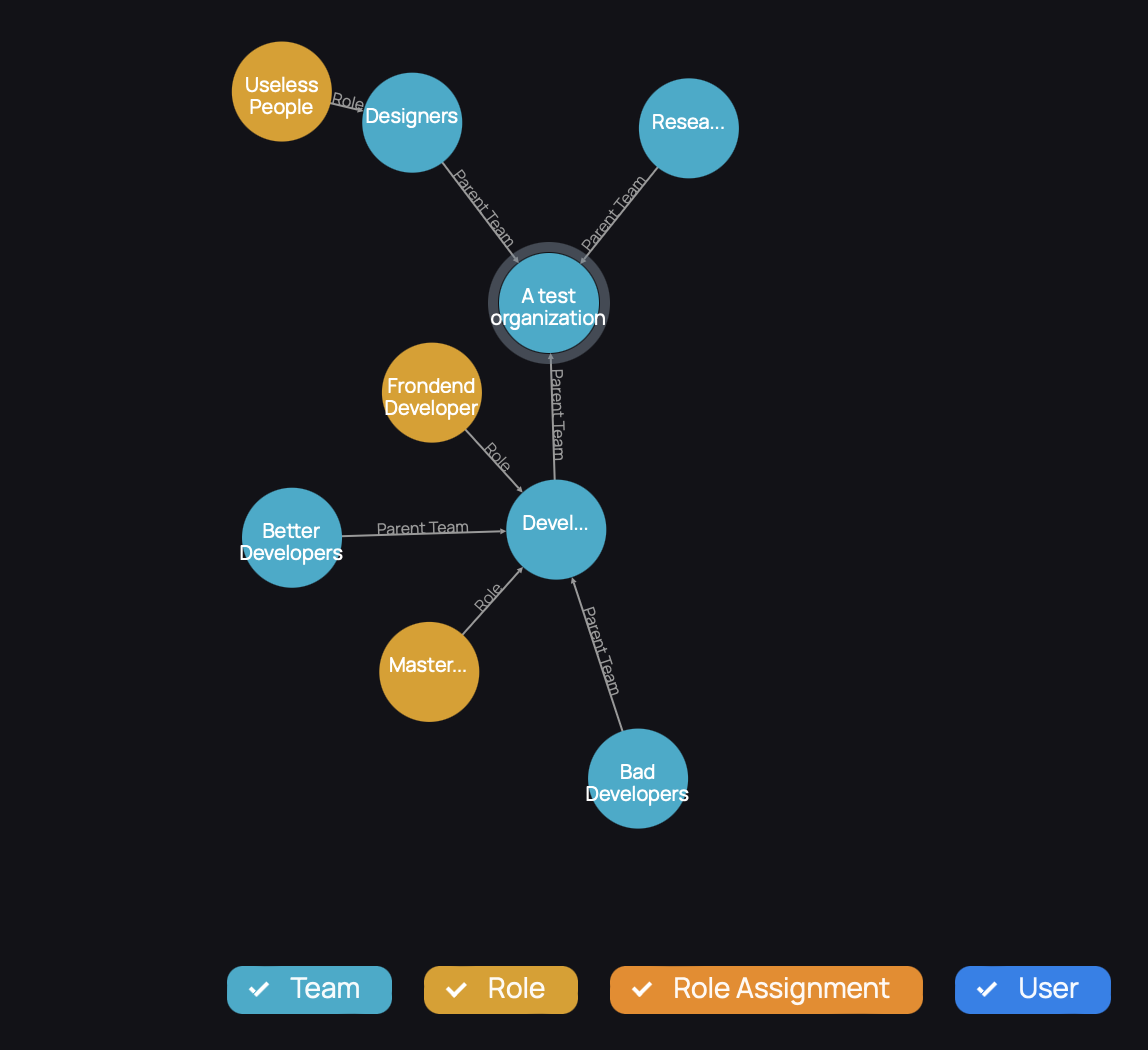 Useless
People
Role
Designers
Resea...
Parent Team
Parent Team
A test
organization
Parent Team
Frondend
Developer
Role
Better
Developers
Parent Team
Devel...
Role
Master...
Parent Team
Bad
Developers
Team
Role
Role Assignment
User